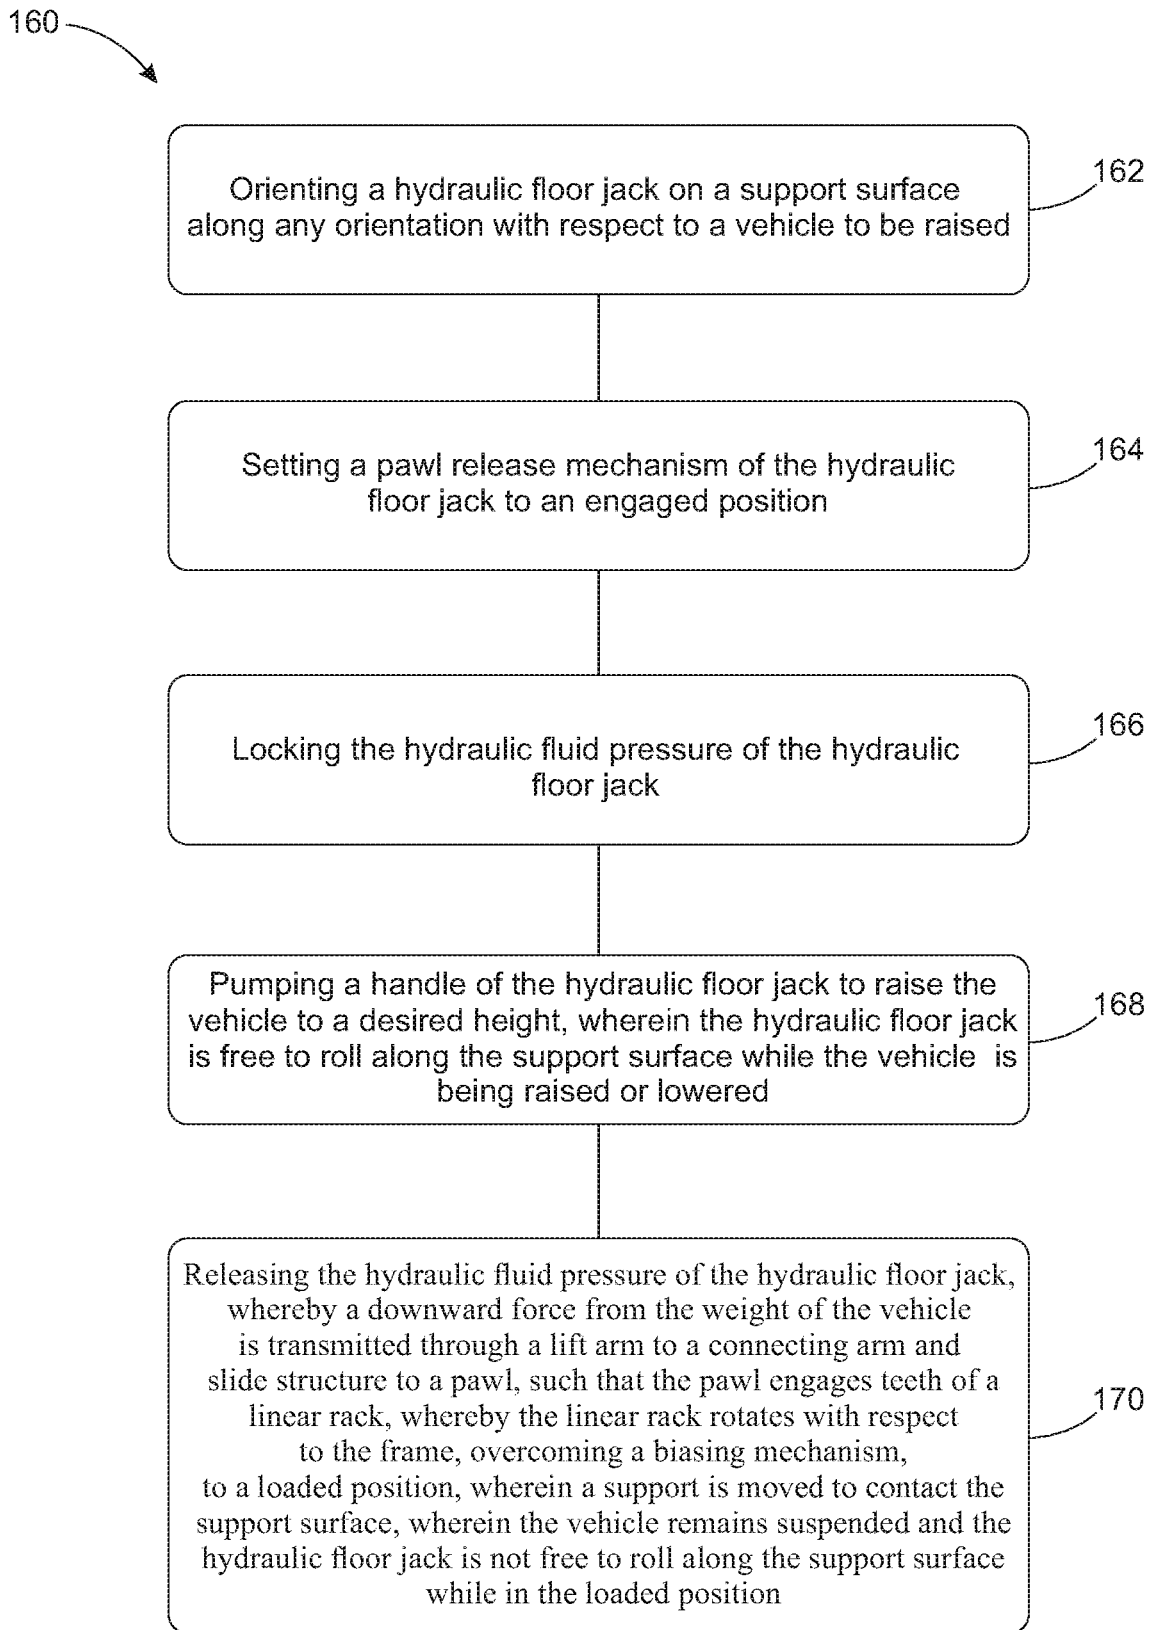 160
Orienting a hydraulic floor jack on a support surface
along any orientation with respect to a vehicle to be raised
162
Setting a pawl release mechanism of the hydraulic
floor jack to an engaged position
164
Locking the hydraulic fluid pressure of the hydraulic
floor jack
166
Pumping a handle of the hydraulic floor jack to raise the
vehicle to a desired height, wherein the hydraulic floor jack
is free to roll along the support surface while the vehicle is
being raised or lowered
168
Releasing the hydraulic fluid pressure of the hydraulic floor jack,
whereby a downward force from the weight of the vehicle
is transmitted through a lift arm to a connecting arm and
slide structure to a pawl, such that the pawl engages teeth of a
linear rack, whereby the linear rack rotates with respect
to the frame, overcoming a biasing mechanism,
to a loaded position, wherein a support is moved to contact the
support surface, wherein the vehicle remains suspended and the
hydraulic floor jack is not free to roll along the support surface
while in the loaded position
170